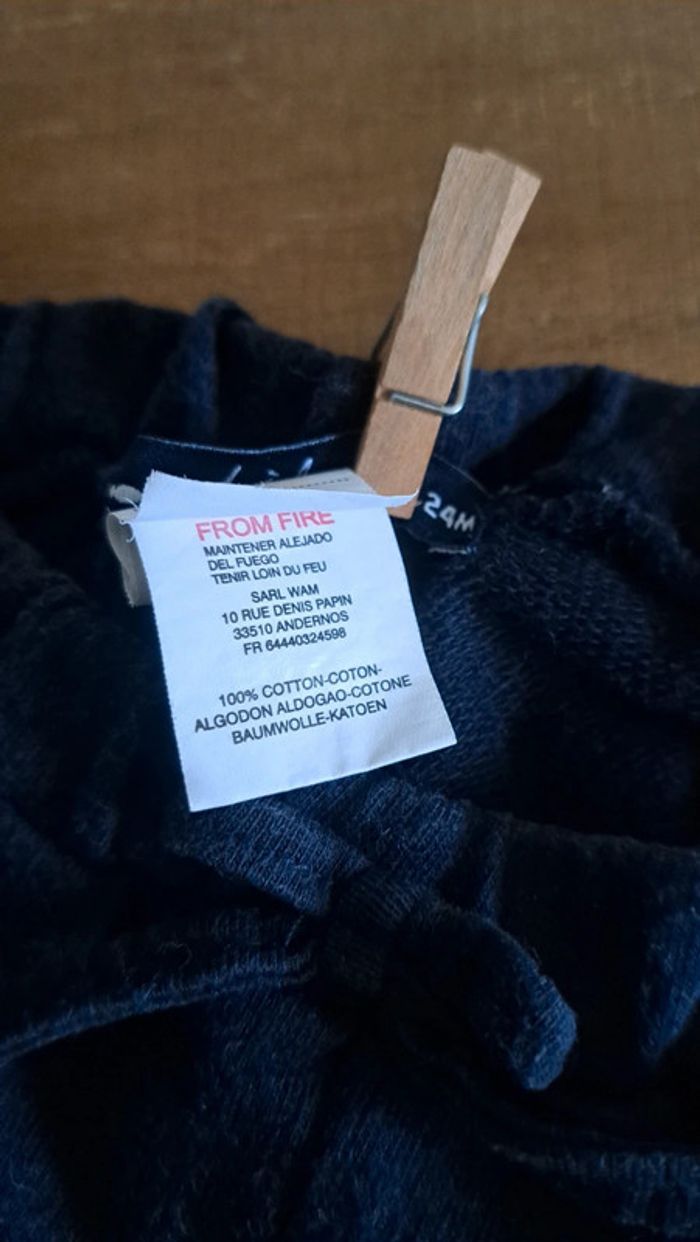 -24M
FROM FIRE
MAINTENER ALEJADO
DEL FUEGO
TENIR LOIN DU FEU
SARL WAM
10 RUE DENIS PAPIN
33510 ANDERNOS
FR 64440324598
100% COTTON-COTON-
ALGODON ALDOGAO-COTONE
BAUMWOLLE-KATOEN